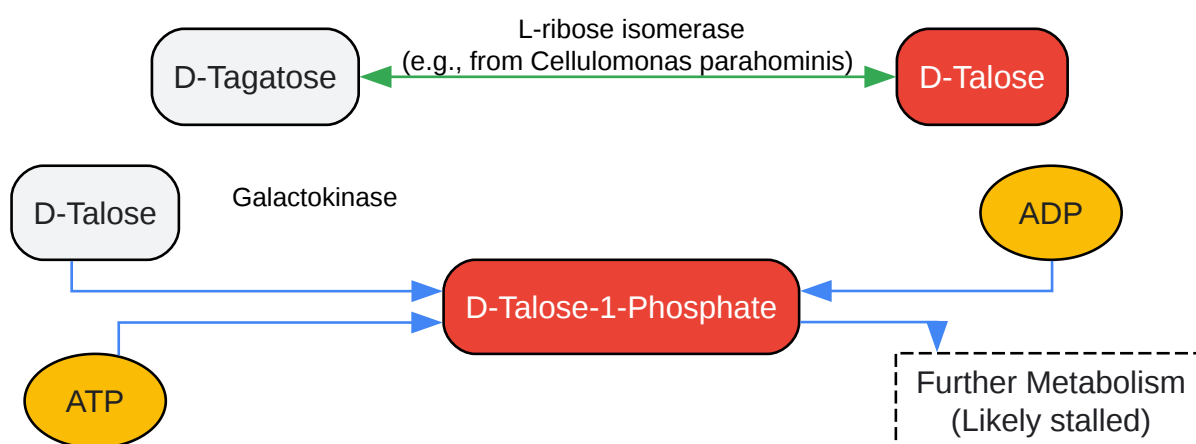 L-ribose isomerase
(e.g., from Cellulomonas parahominis)
D-Tagatose
D-Talose
D-Talose
Galactokinase
ADP
D-Talose-1-Phosphate
ATP
Further Metabolism
(Likely stalled)